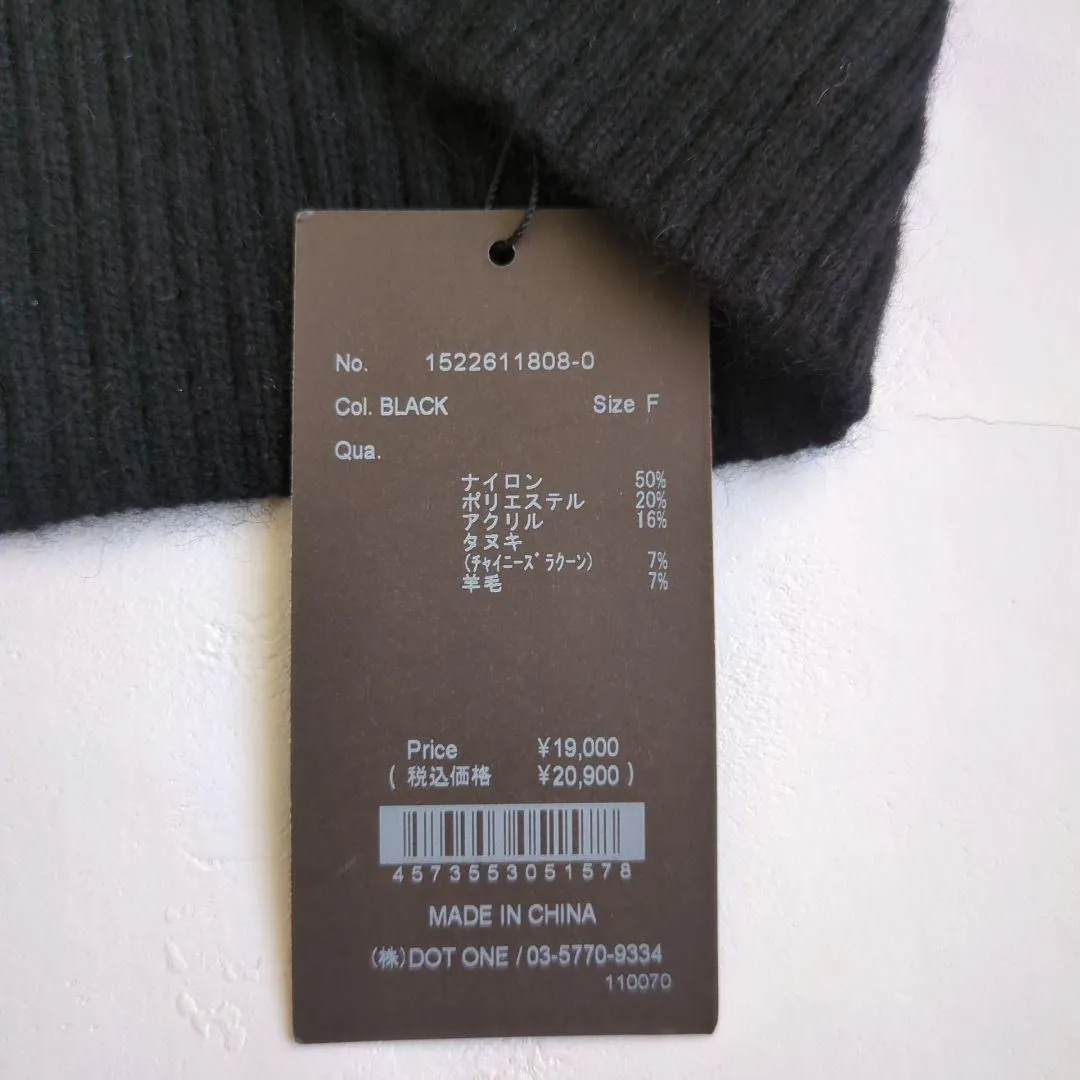 No. 1522611808-0
Col. BLACK Size F
Qua.
ナイロン 50%
ポリエステル 20%
アクリル 16%
タヌキ
(ﾁｬｲﾆｰｽﾞ ﾗｸｰﾝ) 7%
羊毛 7%
Price ¥19,000
( 税込価格 ¥20,900 )
4573553051578
MADE IN CHINA
(株)DOT ONE / 03-5770-9334
110070